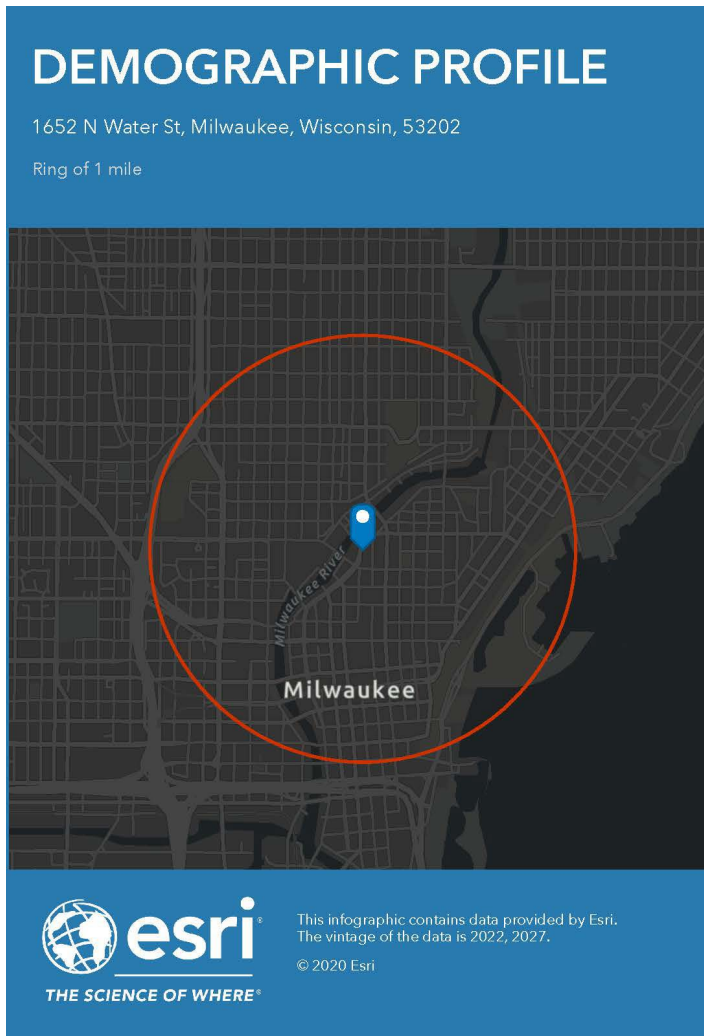 DEMOGRAPHIC PROFILE
1652 N Water St, Milwaukee, Wisconsin, 53202
Ring of 1 mile
Milwaukee River
Milwaukee
esri®
THE SCIENCE OF WHERE®
This infographic contains data provided by Esri.
The vintage of the data is 2022, 2027.
© 2020 Esri